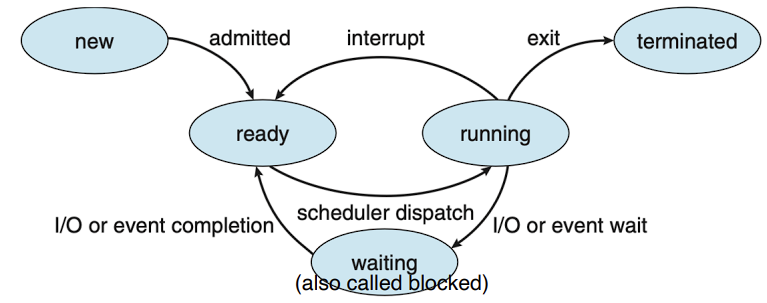 new
admitted
interrupt
exit
terminated
ready
running
I/O or event completion
scheduler dispatch
I/O or event wait
waiting
(also called blocked)